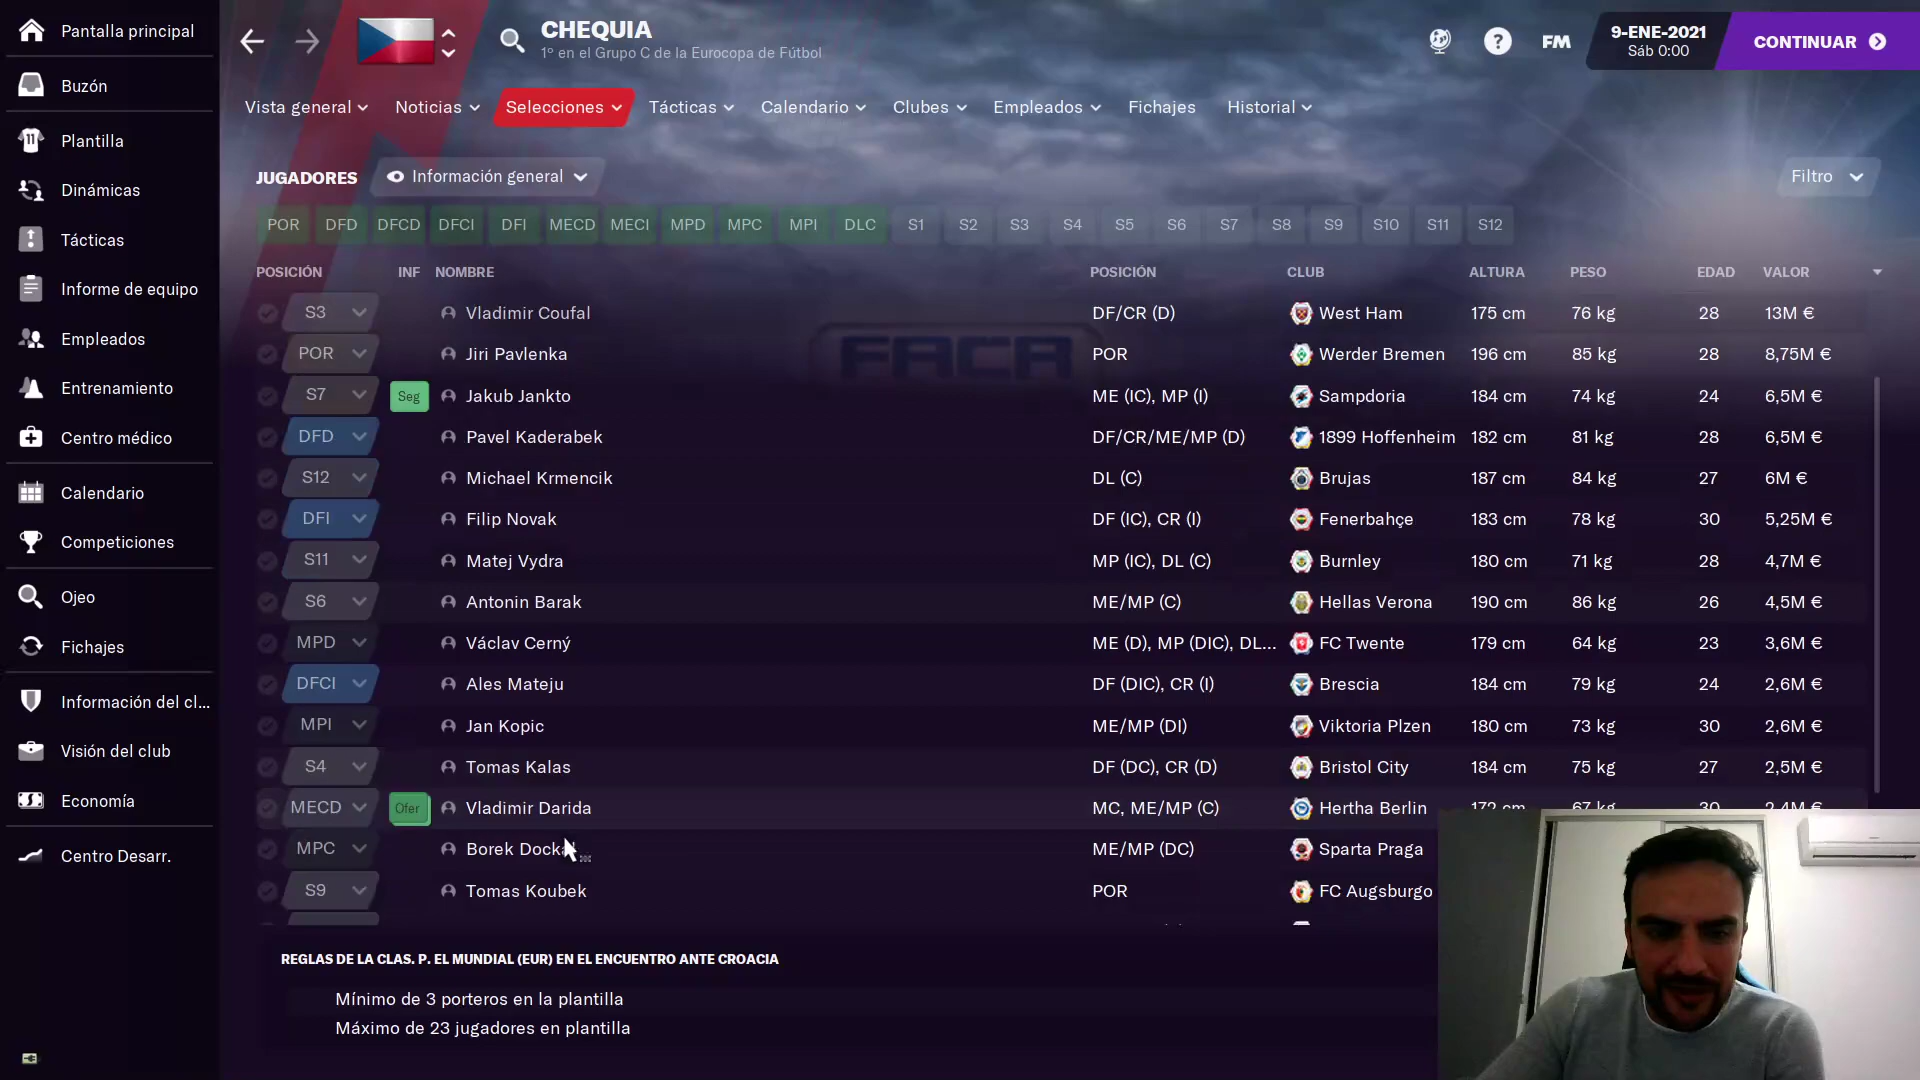 Pantalla principal
Buzón
Plantilla
Dinámicas
Tácticas
Informe de equipo
Empleados
Entrenamiento
Centro médico
Calendario
Competiciones
Ojeo
Fichajes
Información del cl...
Visión del club
Economía
Centro Desarr.
CHEQUIA
1º en el Grupo C de la Eurocopa de Fútbol
? FM 9-ENE-2021 Sáb 0:00 CONTINUAR
Vista general Noticias Selecciones Tácticas Calendario Clubes Empleados Fichajes Historial
JUGADORES Información general Filtro
POR DFD DFCD DFCI DFI MECD MECI MPD MPC MPI DLC S1 S2 S3 S4 S5 S6 S7 S8 S9 S10 S11 S12
POSICIÓN INF NOMBRE POSICIÓN CLUB ALTURA PESO EDAD VALOR
FACR
S3 Vladimir Coufal DF/CR (D) West Ham 175 cm 76 kg 28 13M €
POR Jiri Pavlenka POR Werder Bremen 196 cm 85 kg 28 8,75M €
S7 Seg Jakub Jankto ME (IC), MP (I) Sampdoria 184 cm 74 kg 24 6,5M €
DFD Pavel Kaderabek DF/CR/ME/MP (D) 1899 Hoffenheim 182 cm 81 kg 28 6,5M €
S12 Michael Krmencik DL (C) Brujas 187 cm 84 kg 27 6M €
DFI Filip Novak DF (IC), CR (I) Fenerbahçe 183 cm 78 kg 30 5,25M €
S11 Matej Vydra MP (IC), DL (C) Burnley 180 cm 71 kg 28 4,7M €
S6 Antonin Barak ME/MP (C) Hellas Verona 190 cm 86 kg 26 4,5M €
MPD Václav Cerný ME (D), MP (DIC), DL... FC Twente 179 cm 64 kg 23 3,6M €
DFCI Ales Mateju DF (DIC), CR (I) Brescia 184 cm 79 kg 24 2,6M €
MPI Jan Kopic ME/MP (DI) Viktoria Plzen 180 cm 73 kg 30 2,6M €
S4 Tomas Kalas DF (DC), CR (D) Bristol City 184 cm 75 kg 27 2,5M €
MECD Ofer Vladimir Darida MC, ME/MP (C) Hertha Berlin 172 cm 67 kg 30 2,4M €
MPC Borek ME/MP (DC) Sparta Praga
S9 Tomas Koubek POR FC Augsburgo
REGLAS DE LA CLAS. P. EL MUNDIAL (EUR) EN EL ENCUENTRO ANTE CROACIA
Mínimo de 3 porteros en la plantilla
Máximo de 23 jugadores en plantilla